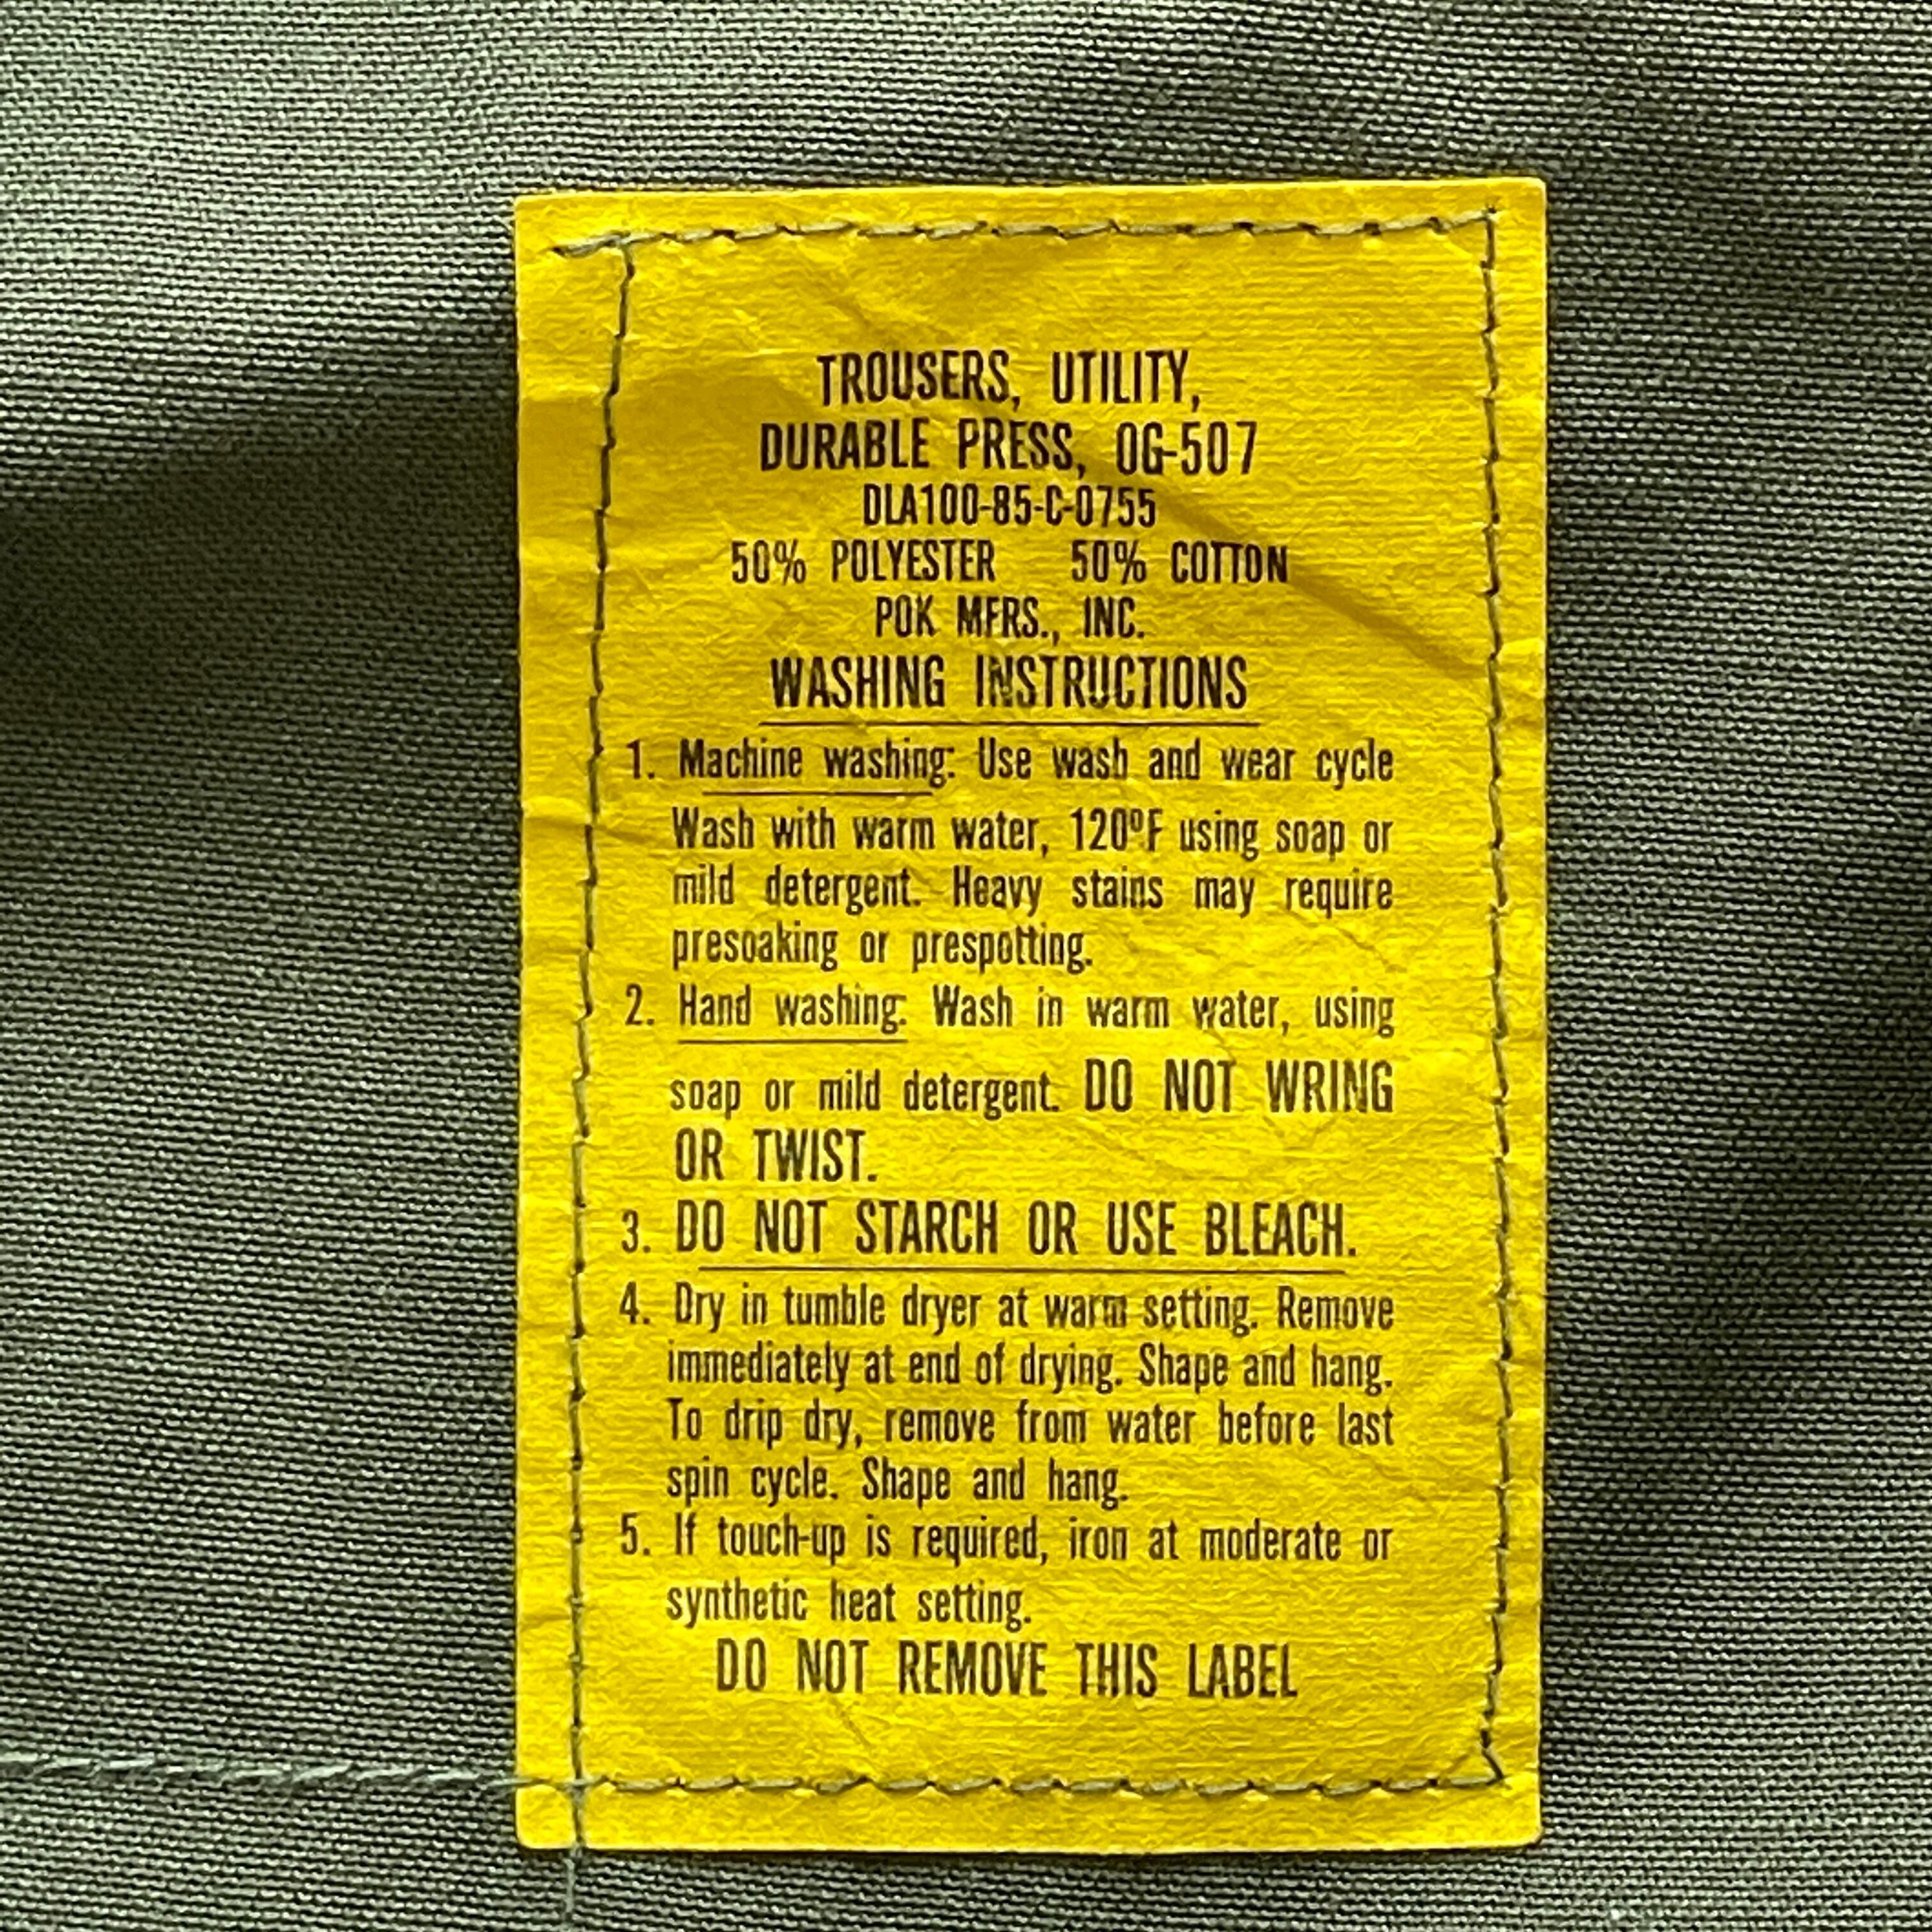 TROUSERS, UTILITY,
DURABLE PRESS, OG-507
DLA100-85-C-0755
50% POLYESTER 50% COTTON
POK MFRS., INC.
WASHING INSTRUCTIONS
1. Machine washing: Use wash and wear cycle
Wash with warm water, 120ºF using soap or
mild detergent. Heavy stains may require
presoaking or prespotting.
2. Hand washing: Wash in warm water, using
soap or mild detergent. DO NOT WRING
OR TWIST.
3. DO NOT STARCH OR USE BLEACH.
4. Dry in tumble dryer at warm setting. Remove
immediately at end of drying. Shape and hang.
To drip dry, remove from water before last
spin cycle. Shape and hang.
5. If touch-up is required, iron at moderate or
synthetic heat setting.
DO NOT REMOVE THIS LABEL